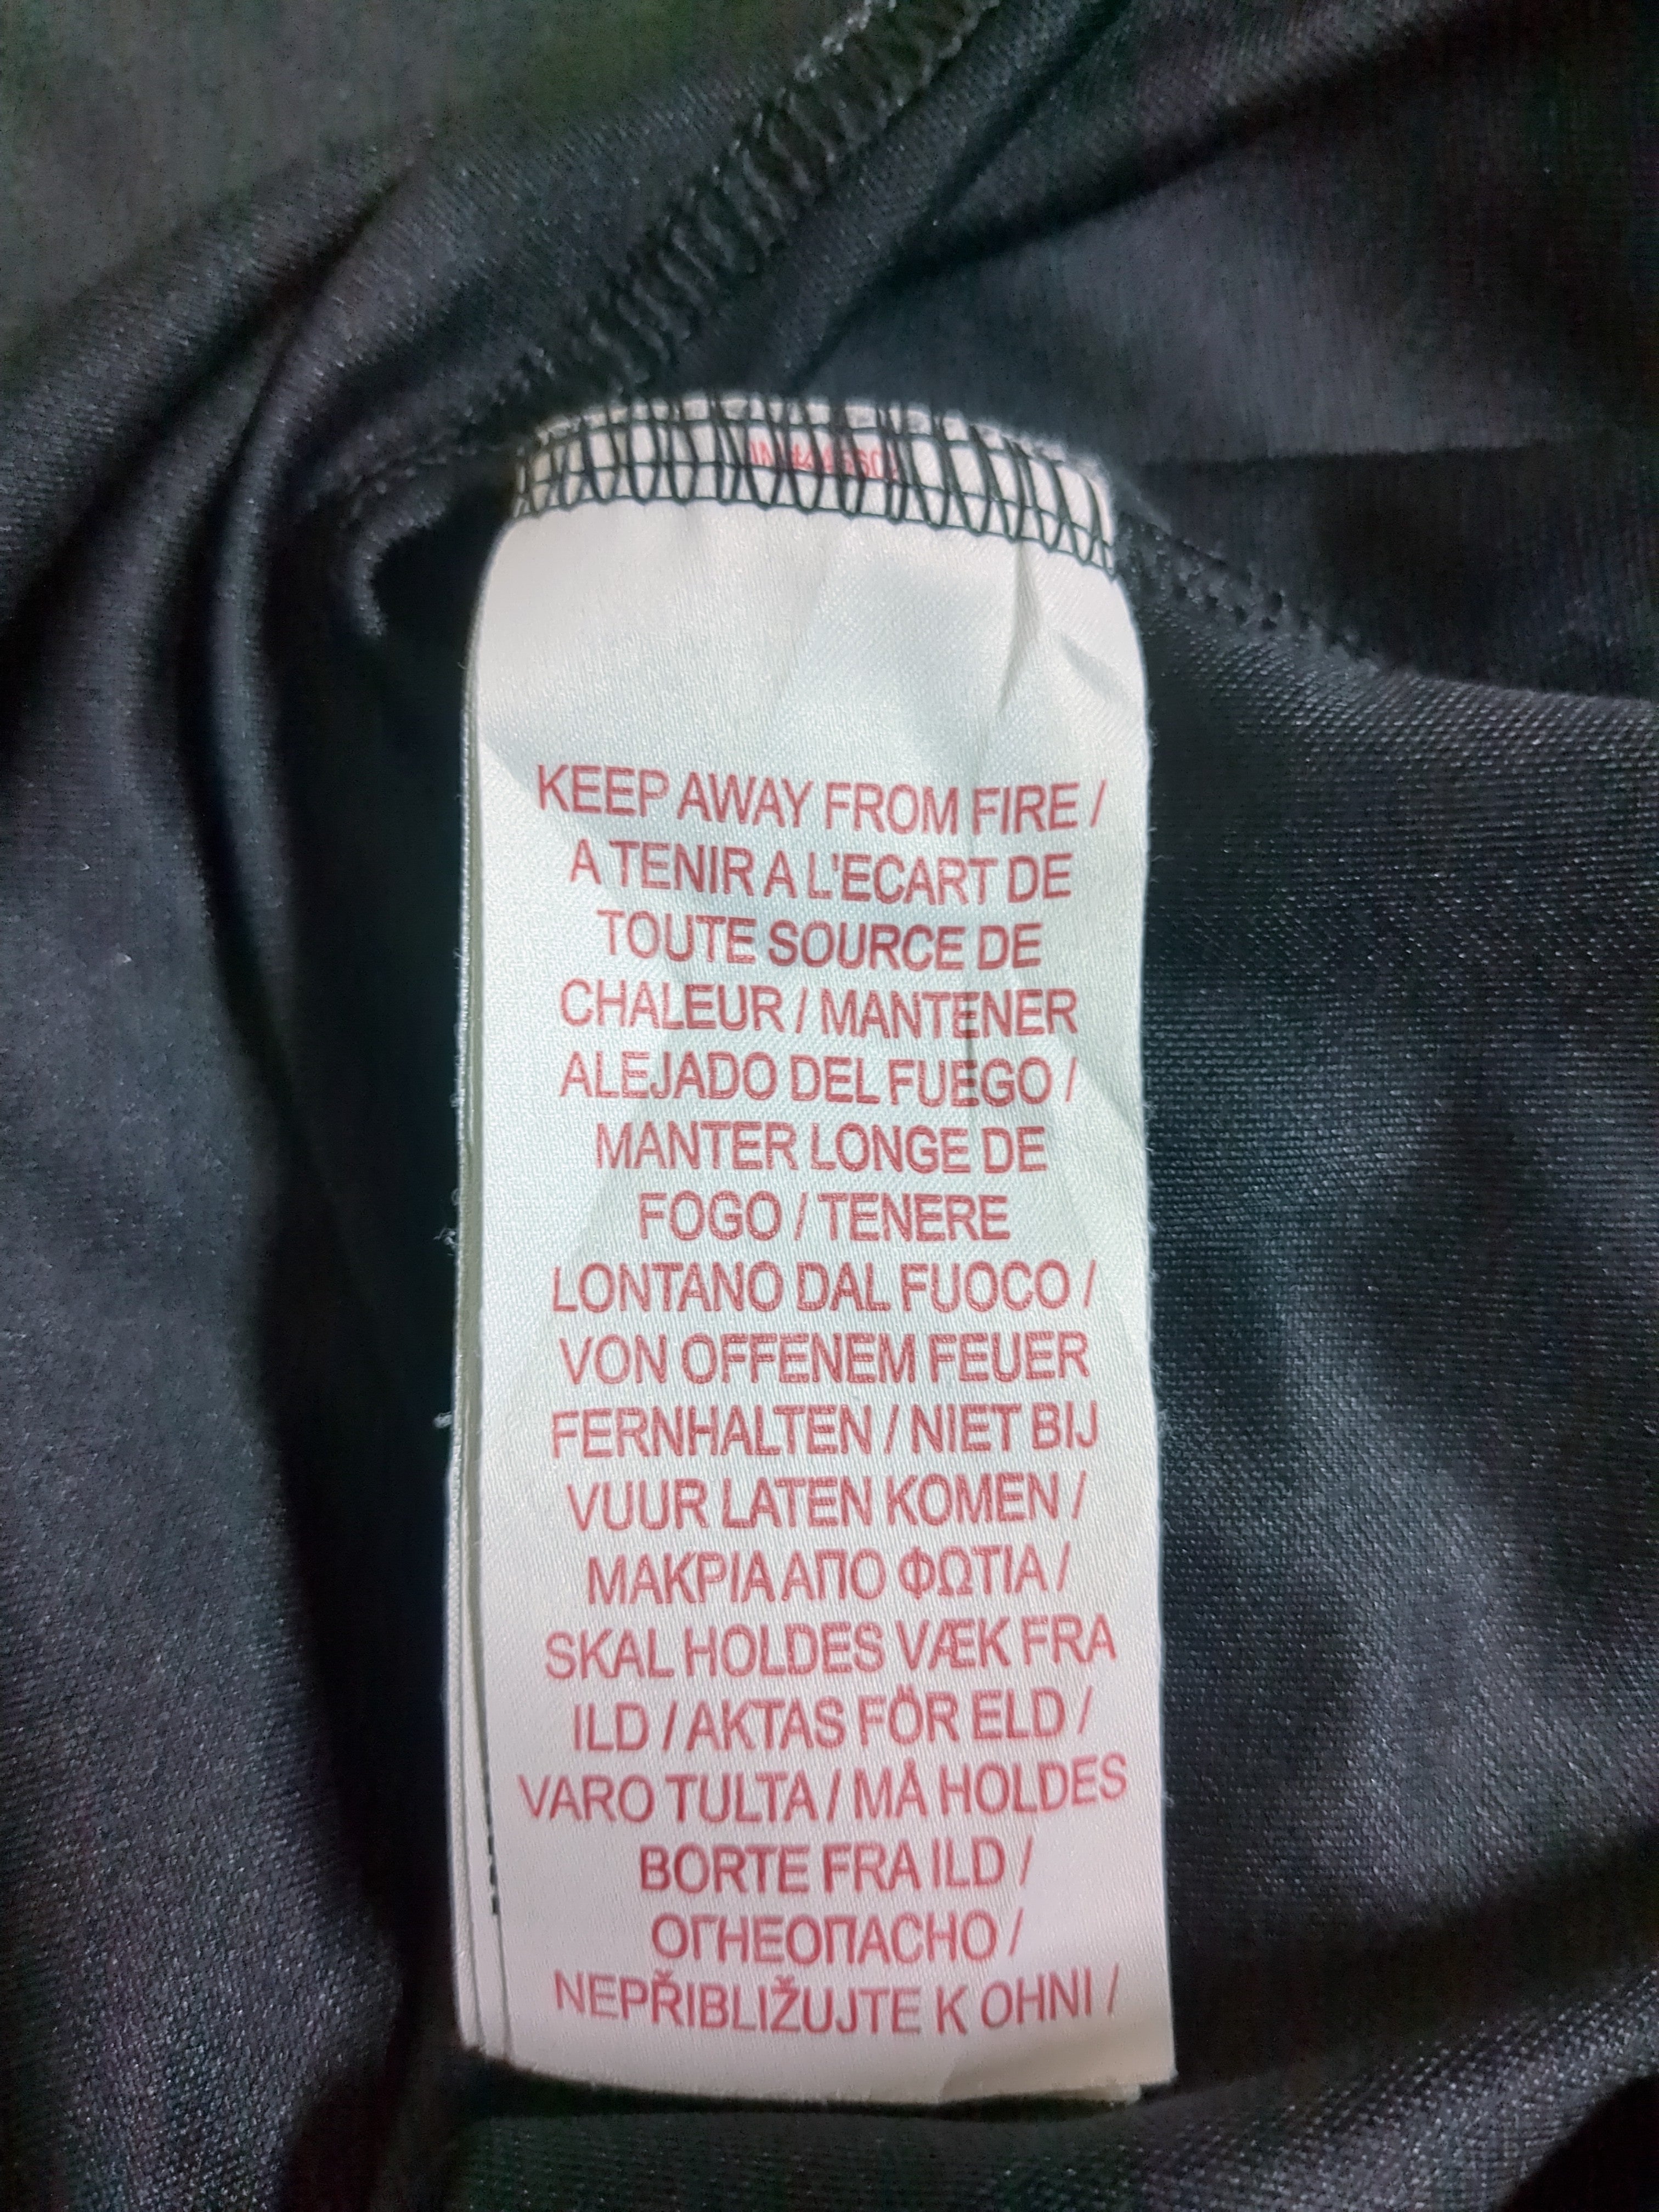 KEEP AWAY FROM FIRE /
A TENIR A L'ECART DE
TOUTE SOURCE DE
CHALEUR / MANTENER
ALEJADO DEL FUEGO /
MANTER LONGE DE
FOGO / TENERE
LONTANO DAL FUOCO /
VON OFFENEM FEUER
FERNHALTEN / NIET BIJ
VUUR LATEN KOMEN /
ΜΑΚΡΙΑ ΑΠΟ ΦΩΤΙΑ /
SKAL HOLDES VÆK FRA
ILD / AKTAS FÖR ELD /
VARO TULTA / MÅ HOLDES
BORTE FRA ILD /
ОГНЕОПАСНО /
NEPŘIBLIŽUJTE K OHNI /